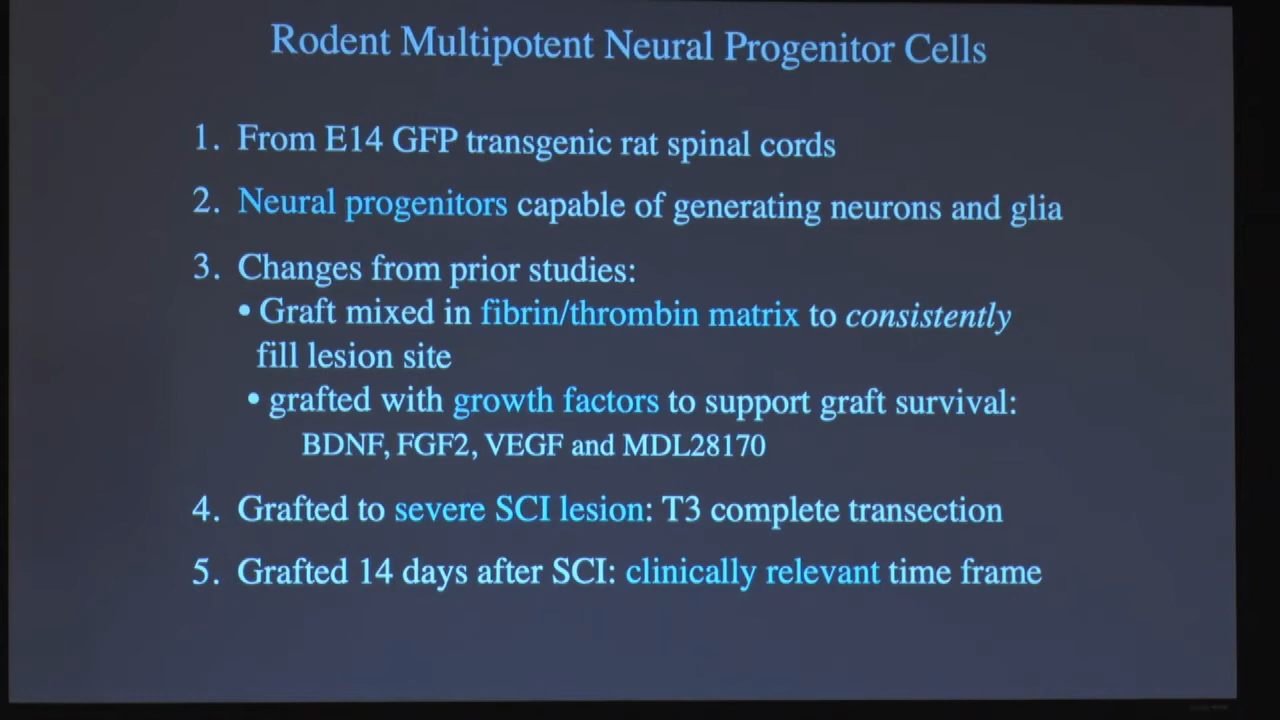 Rodent Multipotent Neural Progenitor Cells
1. From E14 GFP transgenic rat spinal cords
2. Neural progenitors capable of generating neurons and glia
3. Changes from prior studies:
• Graft mixed in fibrin/thrombin matrix to consistently
fill lesion site
• grafted with growth factors to support graft survival:
BDNF, FGF2, VEGF and MDL28170
4. Grafted to severe SCI lesion: T3 complete transection
5. Grafted 14 days after SCI: clinically relevant time frame